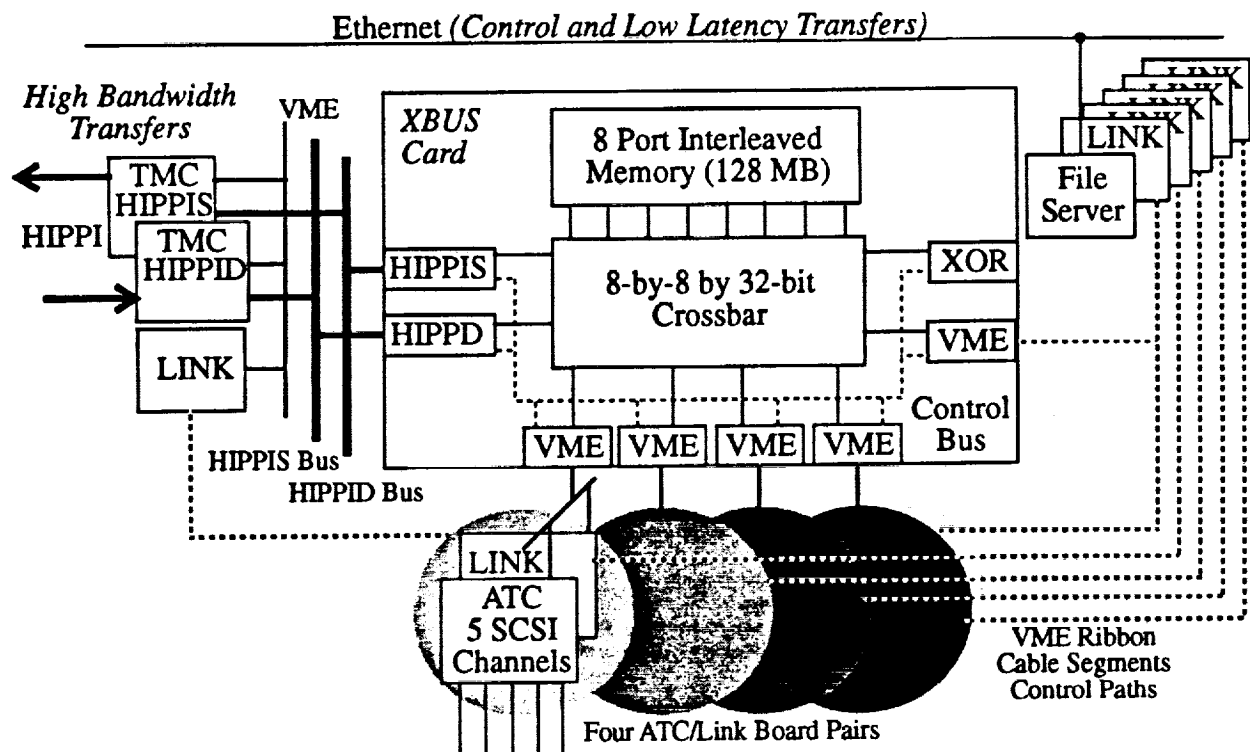 Ethernet (Control and Low Latency Transfers)
High Bandwidth
Transfers
VME
TMC
HIPPIS
HIPPI
TMC
HIPPID
LINK
HIPPIS Bus
HIPPID Bus
XBUS
Card
8 Port Interleaved
Memory (128 MB)
HIPPIS
HIPPD
8-by-8 by 32-bit
Crossbar
XOR
VME
Control
Bus
VME
VME
VME
VME
LINK
LINK
LINK
LINK
LINK
File
Server
LINK
ATC
5 SCSI
Channels
VME Ribbon
Cable Segments
Control Paths
Four ATC/Link Board Pairs